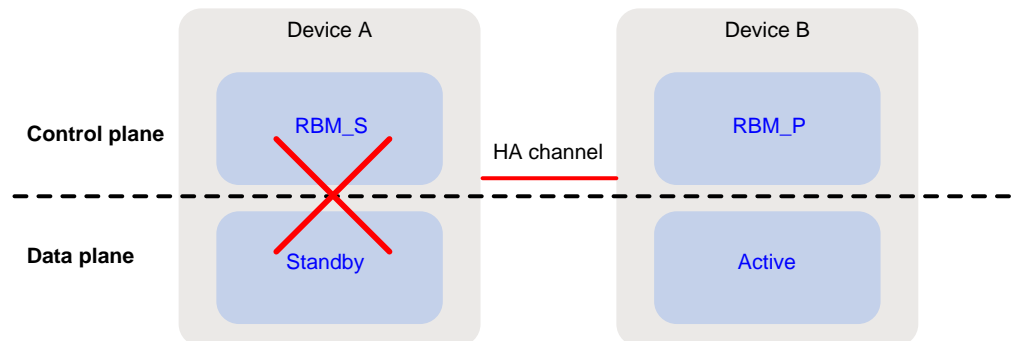 Device A
Device B
Control plane
RBM_S
HA channel
RBM_P
Data plane
Standby
Active